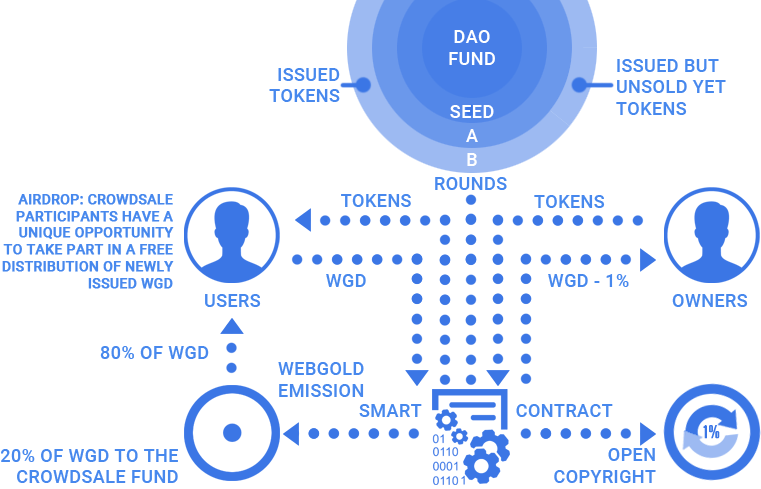 DAO
FUND
ISSUED
TOKENS
ISSUED BUT
UNSOLD YET
TOKENS
SEED
A
B
ROUNDS
AIRDROP: CROWDSALE
PARTICIPANTS HAVE A
UNIQUE OPPORTUNITY
TO TAKE PART IN A FREE
DISTRIBUTION OF NEWLY
ISSUED WGD
TOKENS
TOKENS
WGD
WGD - 1%
USERS
OWNERS
80% OF WGD
WEBGOLD
EMISSION
SMART
CONTRACT
01
0110
0001
01101
1%
20% OF WGD TO THE
CROWDSALE FUND
OPEN
COPYRIGHT